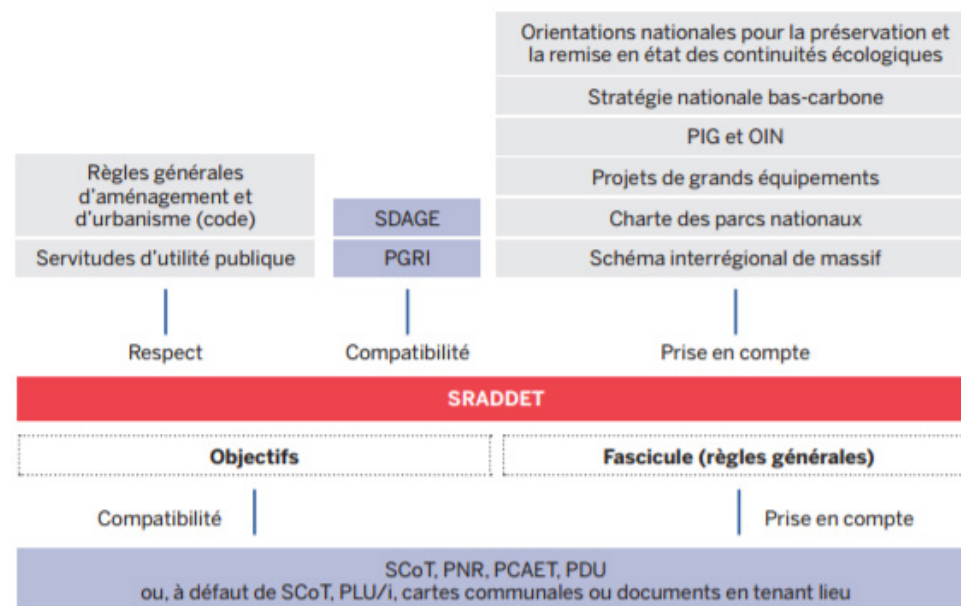 Règles générales
d'aménagement et
d'urbanisme (code)
Servitudes d'utilité publique
SDAGE
PGRI
Orientations nationales pour la préservation et
la remise en état des continuités écologiques
Stratégie nationale bas-carbone
PIG et OIN
Projets de grands équipements
Charte des parcs nationaux
Schéma interrégional de massif
Respect
Compatibilité
Prise en compte
SRADDET
Objectifs
Fascicule (règles générales)
Compatibilité
Prise en compte
SCoT, PNR, PCAET, PDU
ou, à défaut de SCoT, PLU/i, cartes communales ou documents en tenant lieu